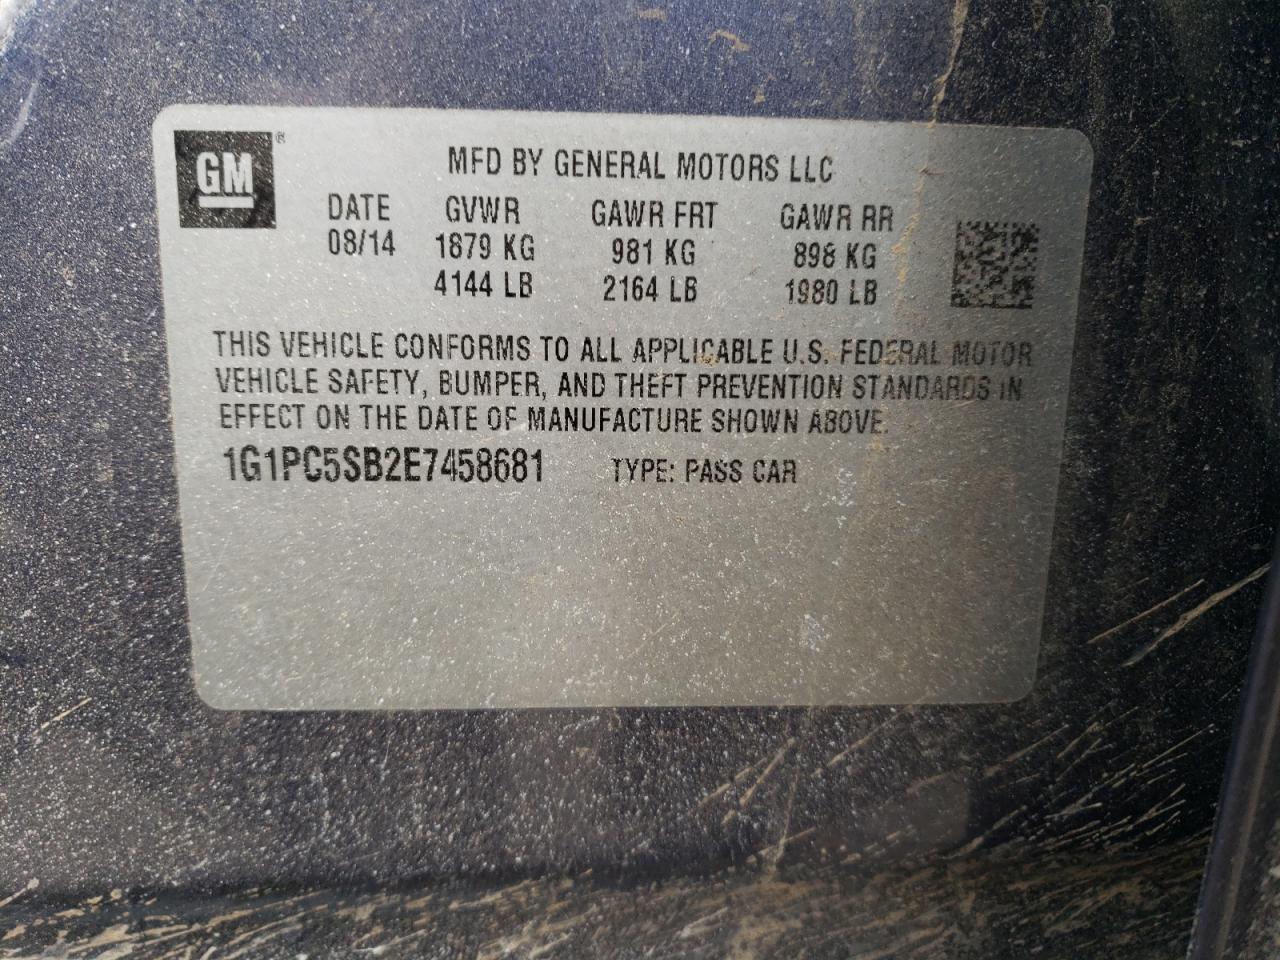 GM®
MFD BY GENERAL MOTORS LLC
DATE GVWR GAWR FRT GAWR RR
08/14 1879 KG 981 KG 898 KG
4144 LB 2164 LB 1980 LB
THIS VEHICLE CONFORMS TO ALL APPLICABLE U.S. FEDERAL MOTOR
VEHICLE SAFETY, BUMPER, AND THEFT PREVENTION STANDARDS IN
EFFECT ON THE DATE OF MANUFACTURE SHOWN ABOVE.
1G1PC5SB2E7458681 TYPE: PASS CAR